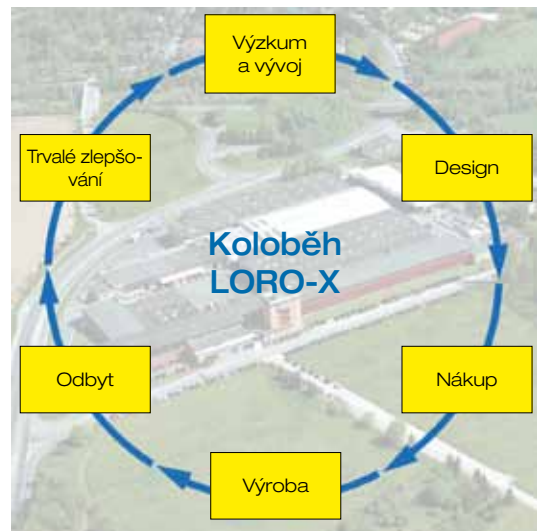 Výzkum
a vývoj
Design
Nákup
Výroba
Odbyt
Trvalé zlepšo-
vání
Koloběh
LORO-X